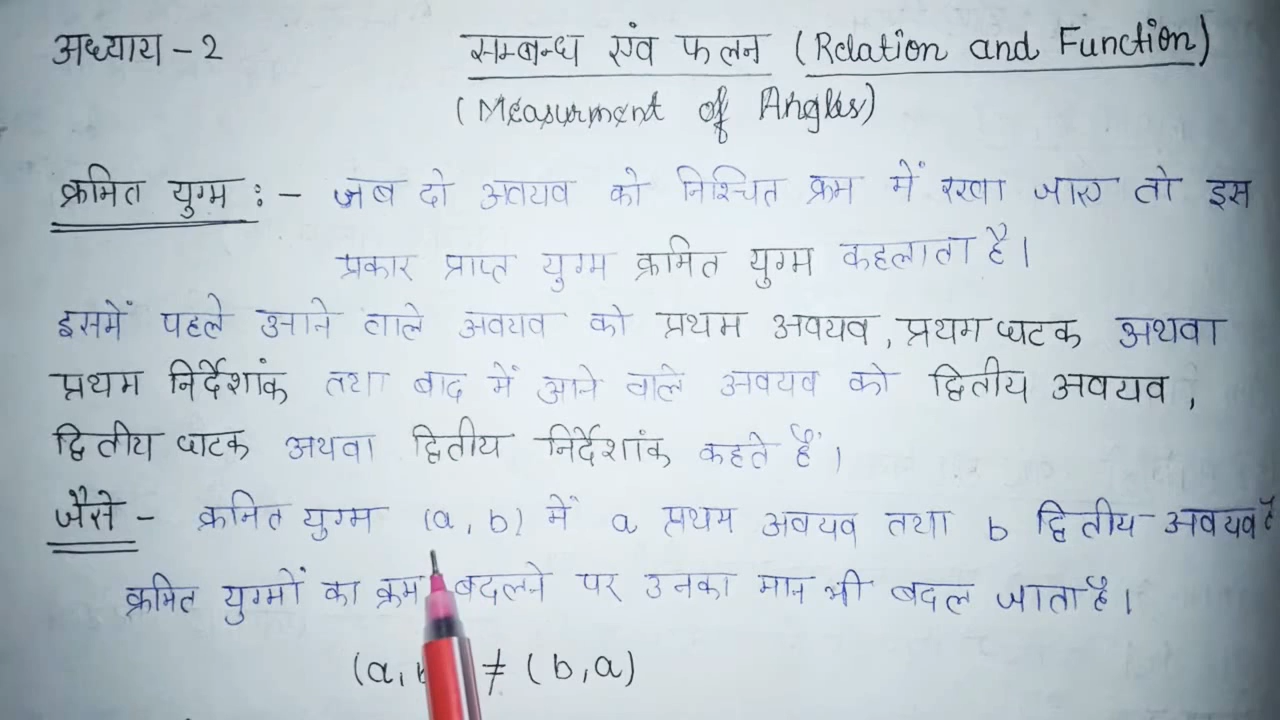 अध्याय - 2
सम्बन्ध एंव फलन (Relation and Function)
(Measurment of Angles)
क्रमित युग्म :- जब दो अवयव को निश्चित क्रम में रखा जाए तो इस
प्रकार प्राप्त युग्म क्रमित युग्म कहलाता है।
इसमें पहले आने वाले अवयव को प्रथम अवयव, प्रथम घटक अथवा
प्रथम निर्देशांक तथा बाद में आने वाले अवयव को द्वितीय अवयव,
द्वितीय घटक अथवा द्वितीय निर्देशांक कहते हैं।
जैसे - क्रमित युग्म (a, b) में a प्रथम अवयव तथा b द्वितीय अवयव है
क्रमित युग्मों का क्रम बदलने पर उनका मान भी बदल जाता है।
(a, ≠ (b, a)